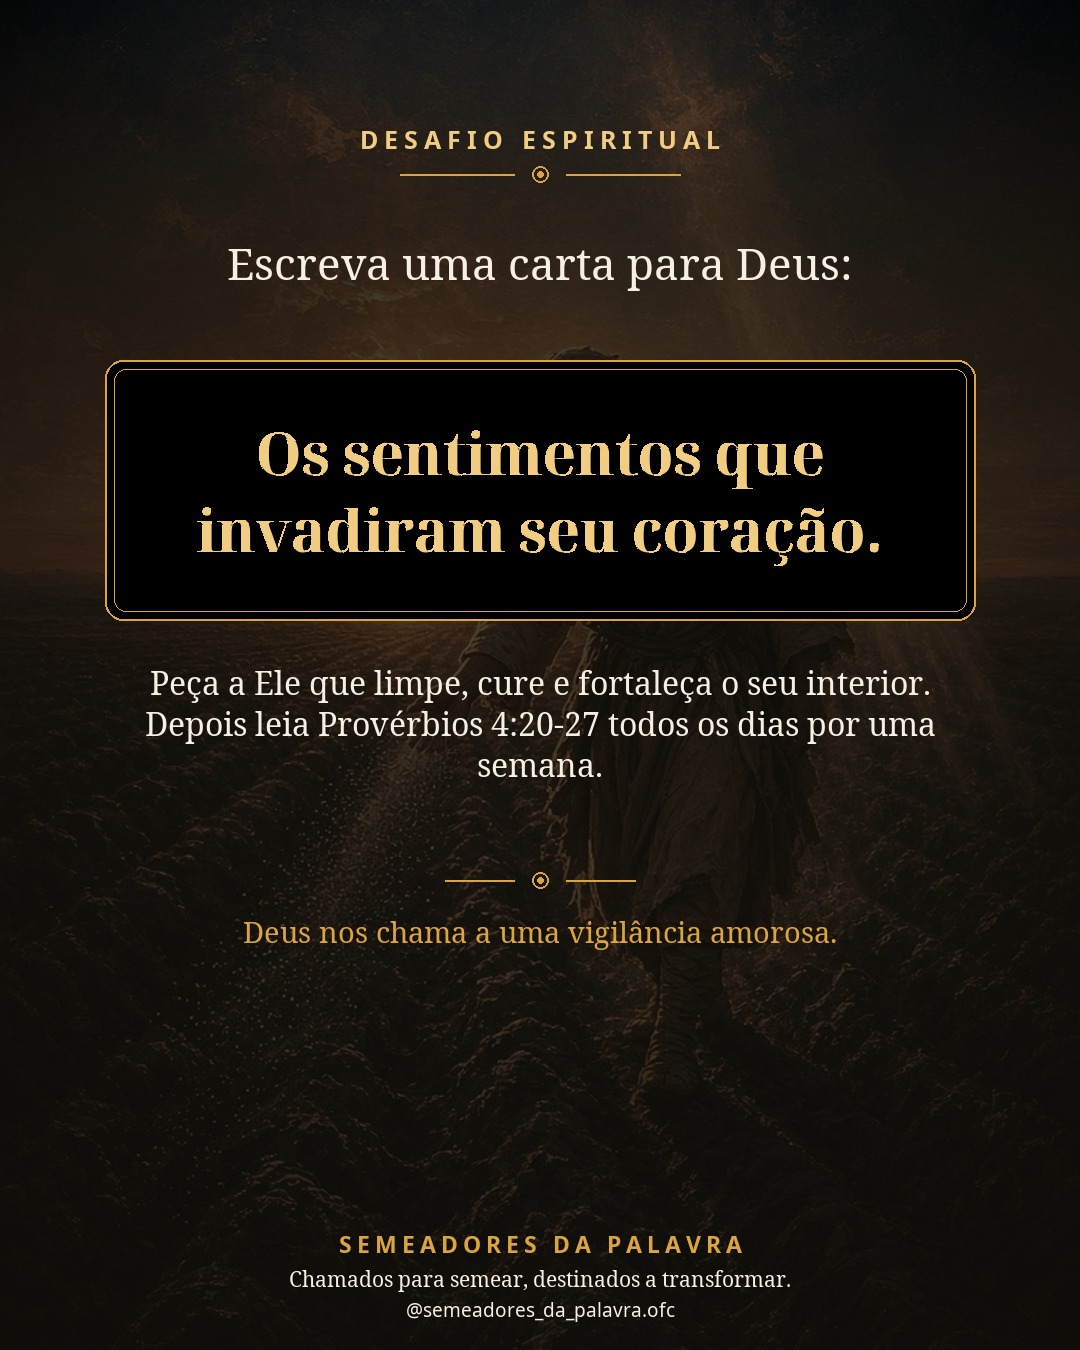 DESAFIO ESPIRITUAL
Escreva uma carta para Deus:
Os sentimentos que
invadiram seu coração.
Peça a Ele que limpe, cure e fortaleça o seu interior.
Depois leia Provérbios 4:20-27 todos os dias por uma
semana.
Deus nos chama a uma vigilância amorosa.
SEMEADORES DA PALAVRA
Chamados para semear, destinados a transformar.
@semeadores_da_palavra.ofc